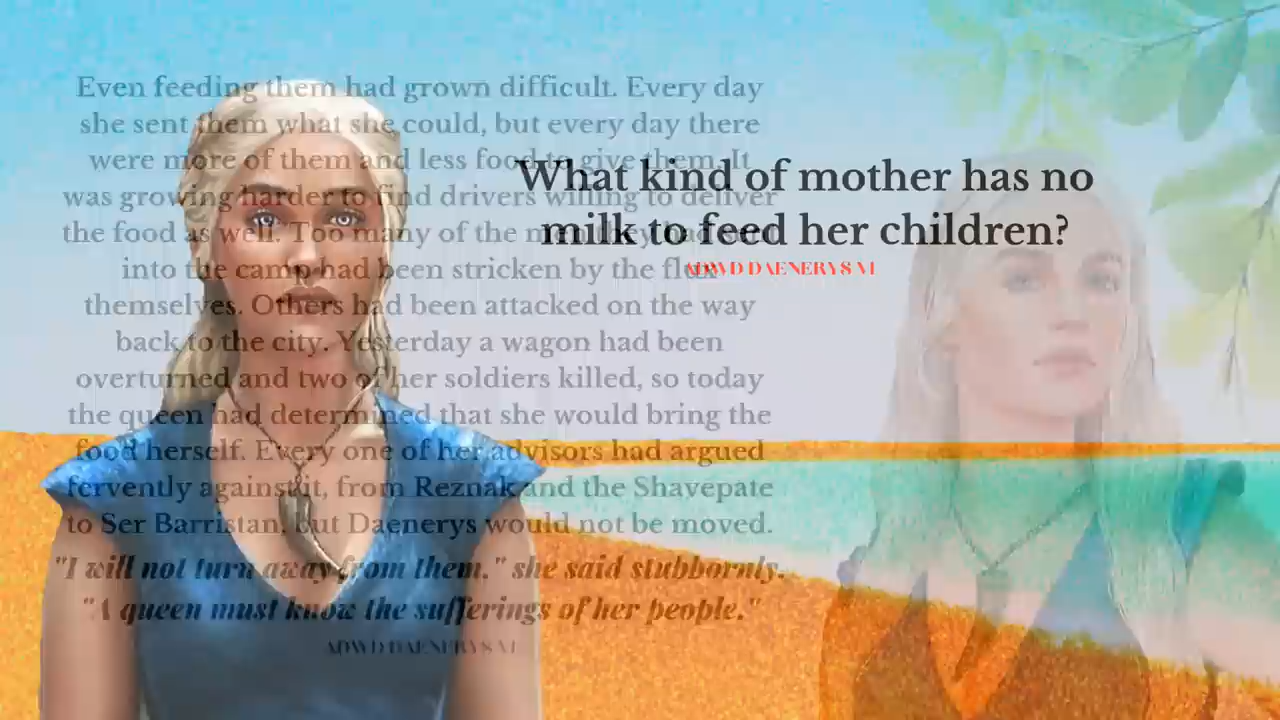 Even feeding them had grown difficult. Every day
she sent them what she could, but every day there
were more of them and less food to give them. It
was growing harder to find drivers willing to deliver
the food as well. Too many of the men they had sent
into the camp had been stricken by the flux
themselves. Others had been attacked on the way
back to the city. Yesterday a wagon had been
overturned and two of her soldiers killed, so today
the queen had determined that she would bring the
food herself. Every one of her advisors had argued
fervently against it, from Reznak and the Shavepate
to Ser Barristan, but Daenerys would not be moved.
"I will not turn away from them," she said stubbornly.
"A queen must know the sufferings of her people."
ADWD DAENERYS VI
What kind of mother has no
milk to feed her children?
ADWD DAENERYS VI